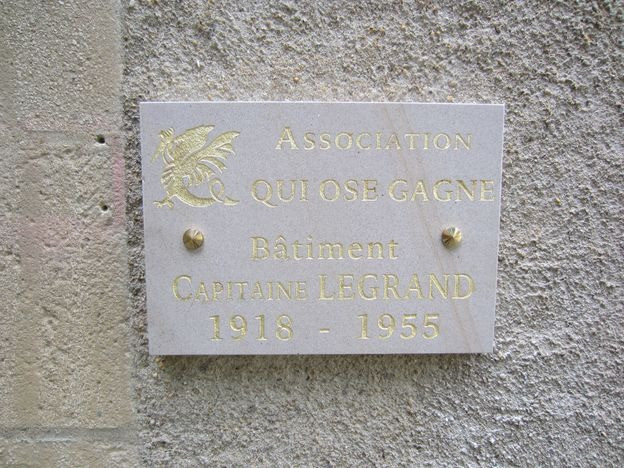 Association
QUI OSE GAGNE
Bâtiment
Capitaine LEGRAND
1918 - 1955